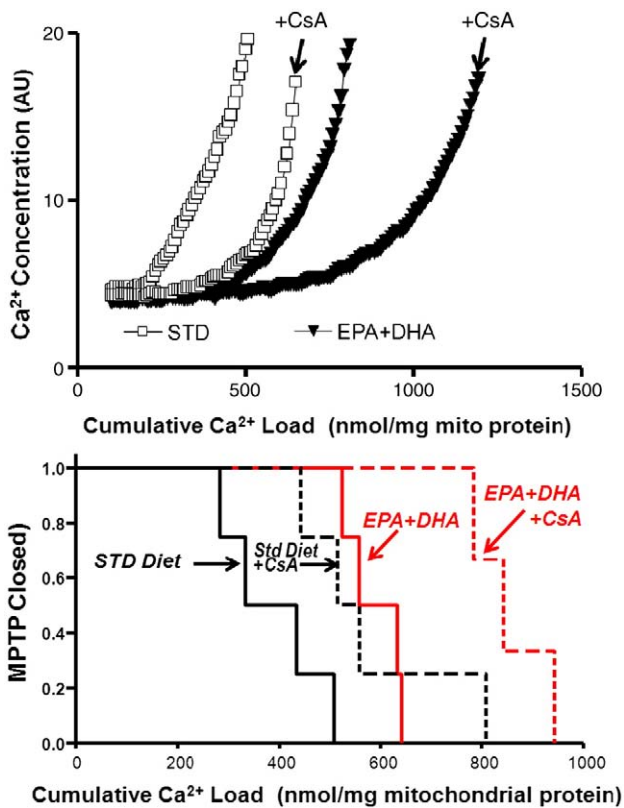 +CsA
+CsA
20
10
0
Ca²⁺ Concentration (AU)
STD
EPA+DHA
0
500
1000
1500
Cumulative Ca²⁺ Load (nmol/mg mito protein)
1.0
0.8
0.6
0.4
0.2
0.0
MPTP Closed
STD Diet
Std Diet
+CsA
EPA+DHA
EPA+DHA
+CsA
0
200
400
600
800
1000
Cumulative Ca²⁺ Load (nmol/mg mitochondrial protein)